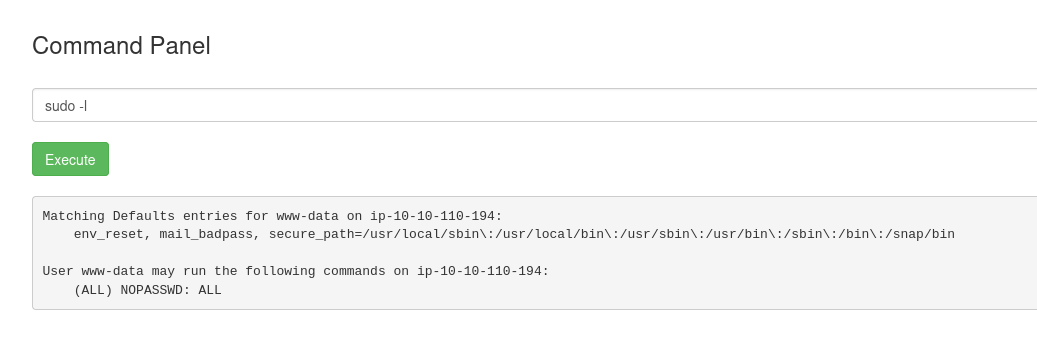 Command Panel
sudo -l
Execute
Matching Defaults entries for www-data on ip-10-10-110-194:
    env_reset, mail_badpass, secure_path=/usr/local/sbin\:/usr/local/bin\:/usr/sbin\:/usr/bin\:/sbin\:/bin\:/snap/bin
User www-data may run the following commands on ip-10-10-110-194:
    (ALL) NOPASSWD: ALL